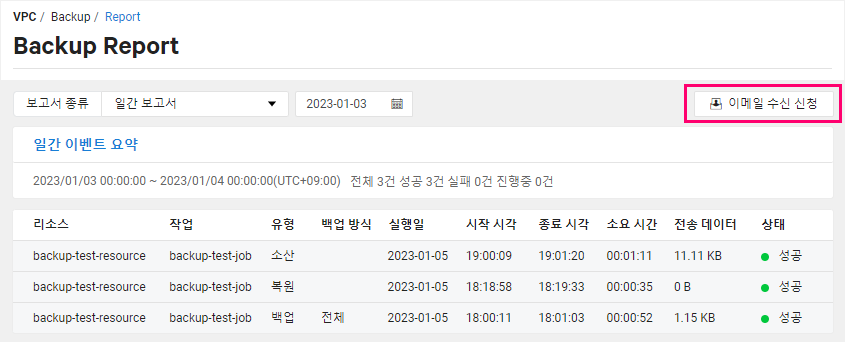 VPC / Backup / Report
Backup Report
보고서 종류 일간 보고서 2023-01-03 이메일 수신 신청
일간 이벤트 요약
2023/01/03 00:00:00 ~ 2023/01/04 00:00:00(UTC+09:00) 전체 3건 성공 3건 실패 0건 진행중 0건
리소스 작업 유형 백업 방식 실행일 시작 시각 종료 시각 소요 시간 전송 데이터 상태
backup-test-resource backup-test-job 소산 2023-01-05 19:00:09 19:01:20 00:01:11 11.11 KB 성공
backup-test-resource backup-test-job 복원 2023-01-05 18:18:58 18:19:33 00:00:35 0 B 성공
backup-test-resource backup-test-job 백업 전체 2023-01-05 18:00:11 18:01:03 00:00:52 1.15 KB 성공